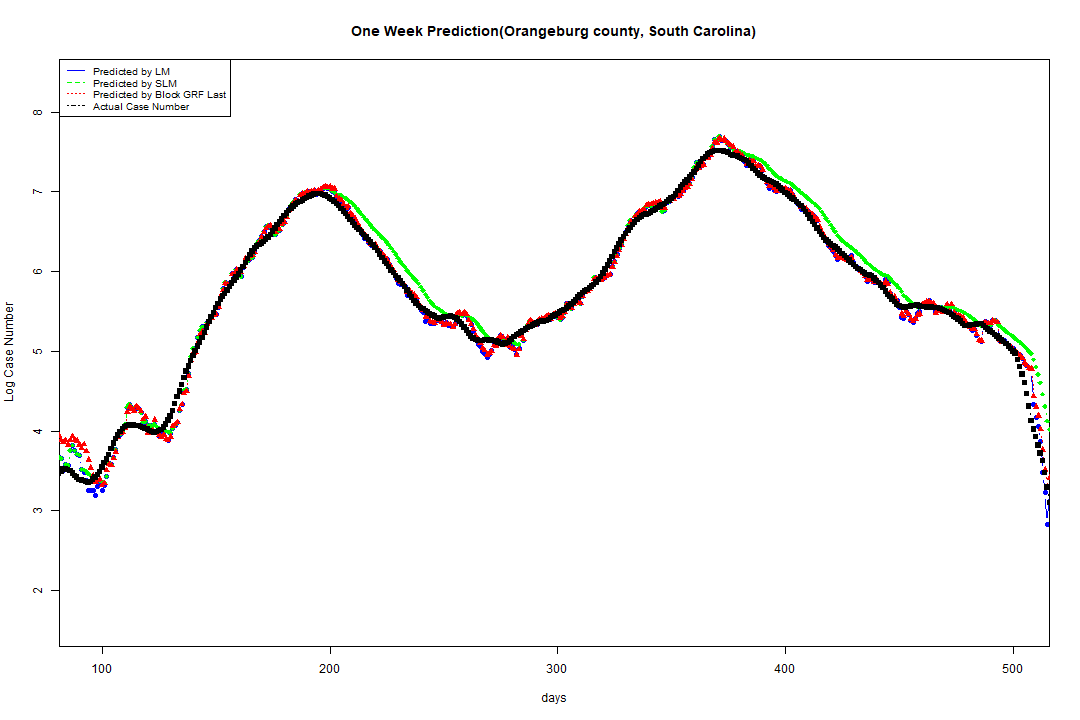 One Week Prediction(Orangeburg county, South Carolina)
Predicted by LM
Predicted by SLM
Predicted by Block GRF Last
Actual Case Number
Log Case Number
8
7
6
5
4
3
2
100 200 300 400 500
days